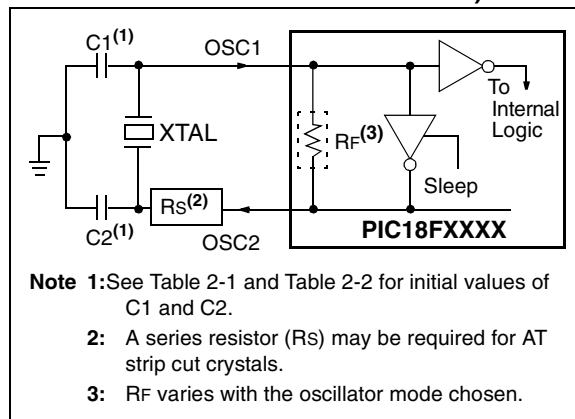 C1(1)
OSC1
To
Internal
Logic
XTAL
RF(3)
Sleep
RS(2)
C2(1)
OSC2
PIC18FXXXX
Note 1:See Table 2-1 and Table 2-2 for initial values of
C1 and C2.
2: A series resistor (RS) may be required for AT
strip cut crystals.
3: RF varies with the oscillator mode chosen.